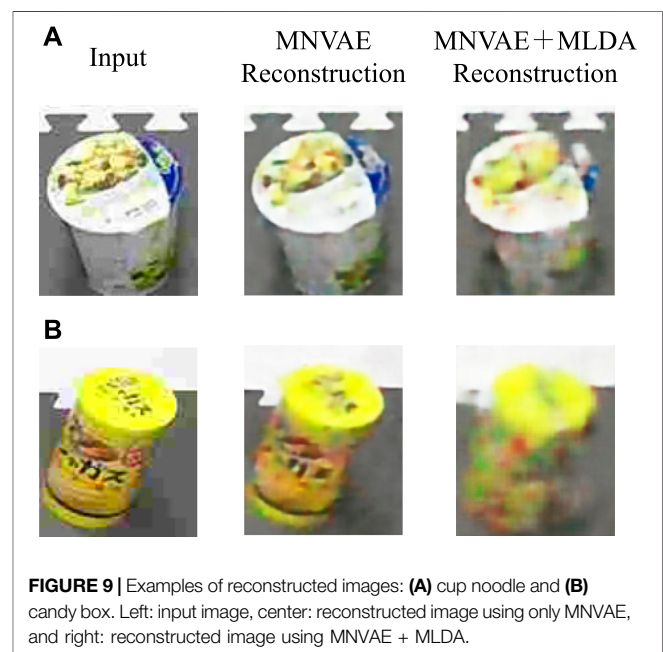 A
Input
MNVAE
Reconstruction
MNVAE+MLDA
Reconstruction
B
FIGURE 9 | Examples of reconstructed images: (A) cup noodle and (B)
candy box. Left: input image, center: reconstructed image using only MNVAE,
and right: reconstructed image using MNVAE + MLDA.